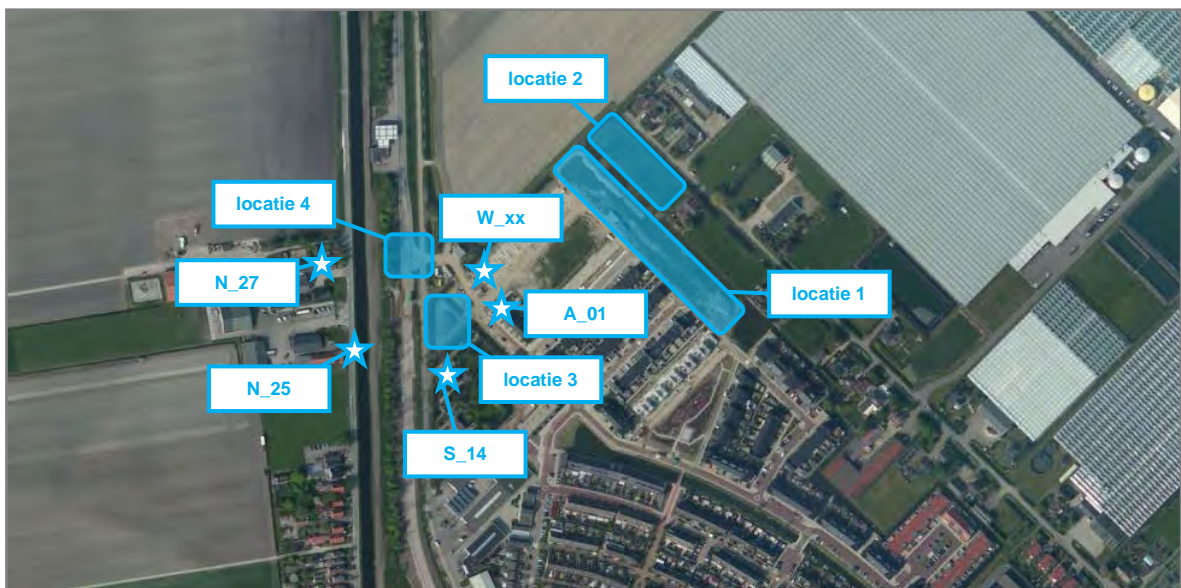 locatie 2
locatie 4
W_xx
N_27
locatie 1
A_01
N_25
locatie 3
S_14